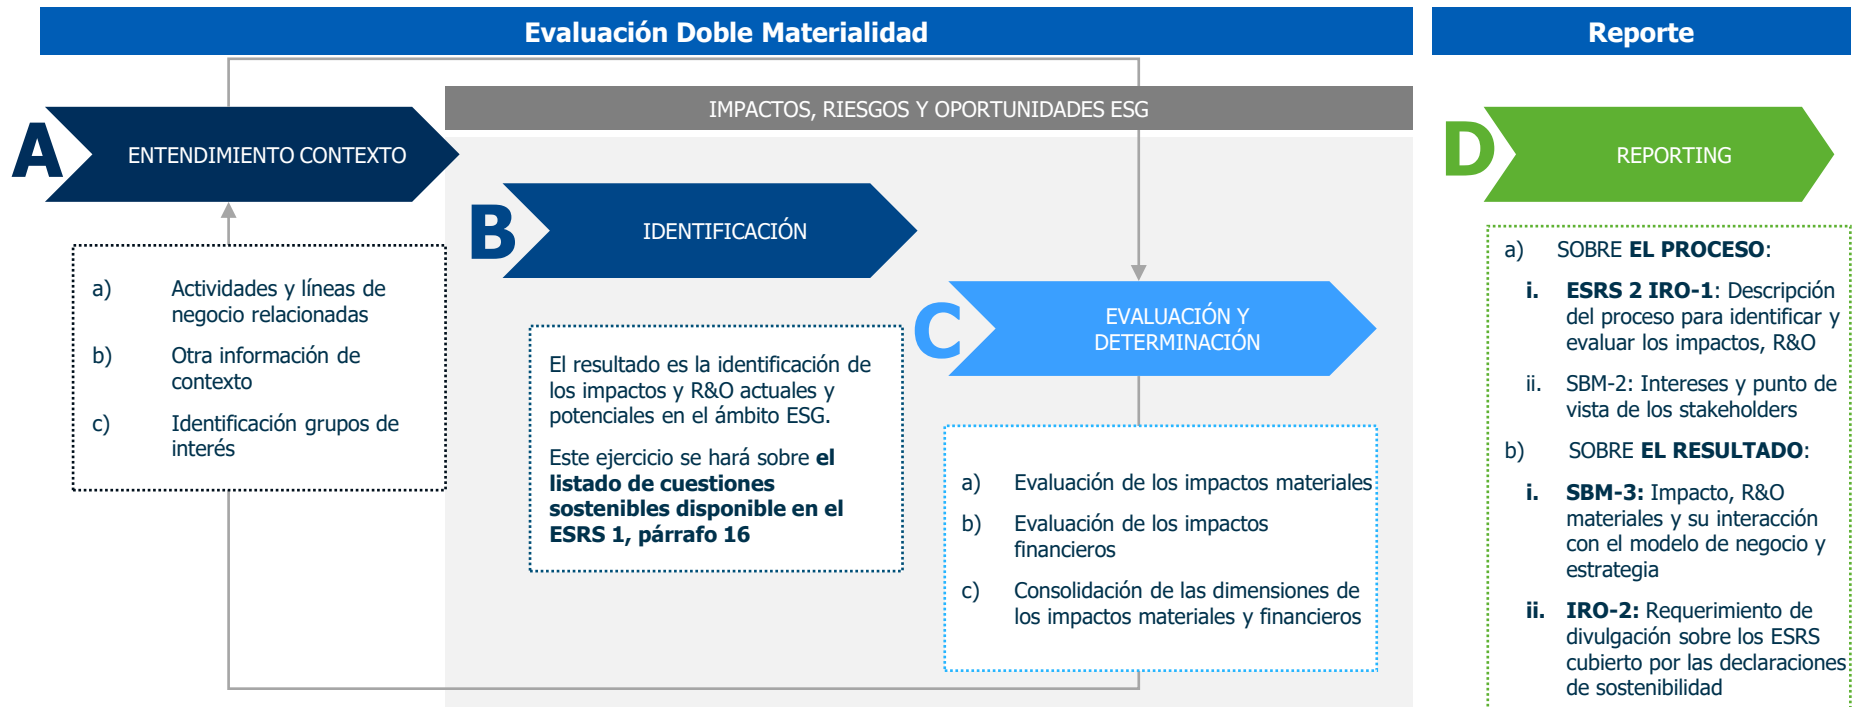 Evaluación Doble Materialidad
Reporte
IMPACTOS, RIESGOS Y OPORTUNIDADES ESG
A
ENTENDIMIENTO CONTEXTO
a) Actividades y líneas de
negocio relacionadas
b) Otra información de
contexto
c) Identificación grupos de
interés
B
IDENTIFICACIÓN
El resultado es la identificación de
los impactos y R&O actuales y
potenciales en el ámbito ESG.
Este ejercicio se hará sobre el
listado de cuestiones
sostenibles disponible en el
ESRS 1, párrafo 16
C
EVALUACIÓN Y
DETERMINACIÓN
a) Evaluación de los impactos materiales
b) Evaluación de los impactos
financieros
c) Consolidación de las dimensiones de
los impactos materiales y financieros
D
REPORTING
a) SOBRE EL PROCESO:
i. ESRS 2 IRO-1: Descripción
del proceso para identificar y
evaluar los impactos, R&O
ii. SBM-2: Intereses y punto de
vista de los stakeholders
b) SOBRE EL RESULTADO:
i. SBM-3: Impacto, R&O
materiales y su interacción
con el modelo de negocio y
estrategia
ii. IRO-2: Requerimiento de
divulgación sobre los ESRS
cubierto por las declaraciones
de sostenibilidad